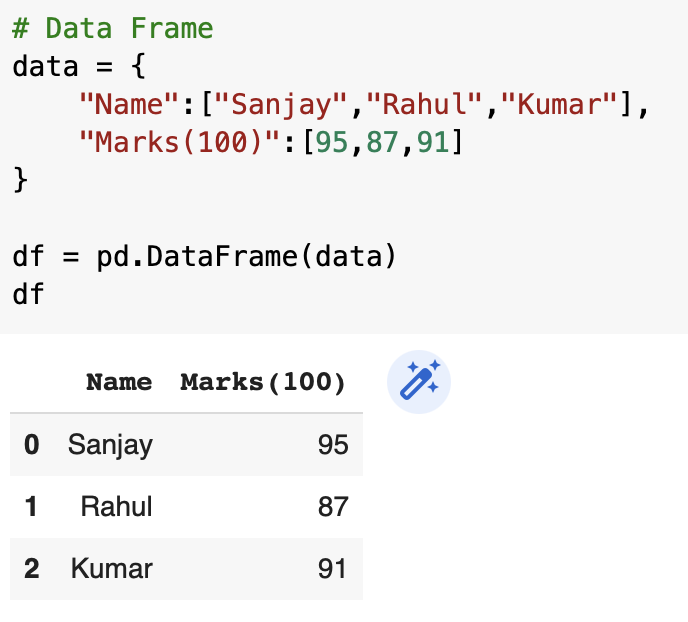 # Data Frame
data = {
    "Name":["Sanjay","Rahul","Kumar"],
    "Marks(100)":[95,87,91]
}

df = pd.DataFrame(data)
df
Name Marks(100)
0 Sanjay 95
1 Rahul 87
2 Kumar 91